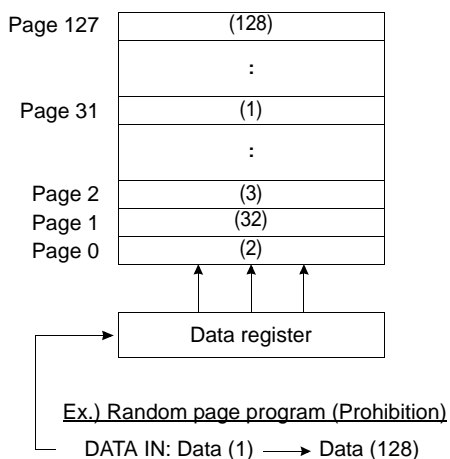 Page 127 (128)
:
Page 31 (1)
:
Page 2 (3)
Page 1 (32)
Page 0 (2)
Data register
Ex.) Random page program (Prohibition)
DATA IN: Data (1) → Data (128)